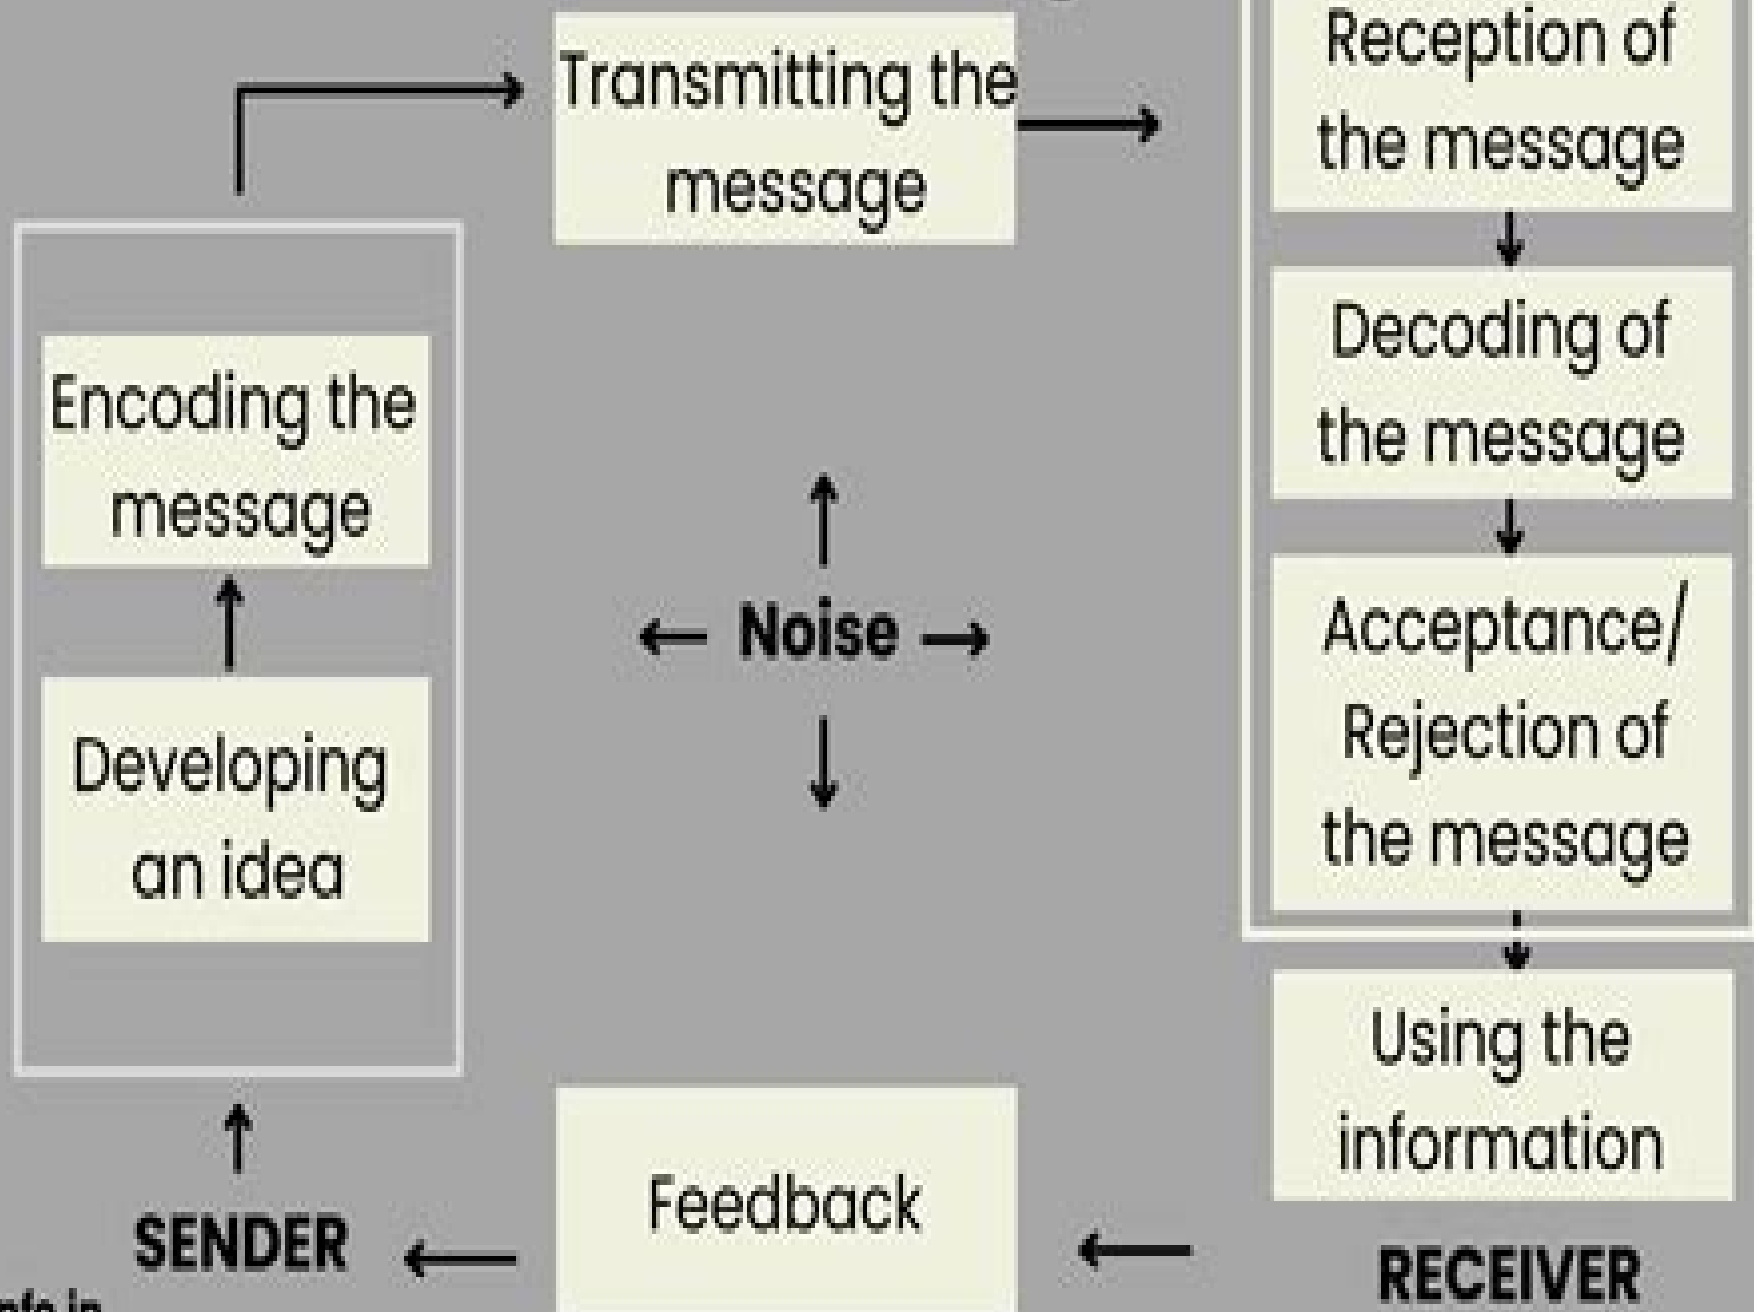 Transmitting the
message
Reception of
the message
Decoding of
the message
Encoding the
message
Noise
Acceptance/
Rejection of
the message
Developing
an idea
Using the
information
Feedback
SENDER
RECEIVER